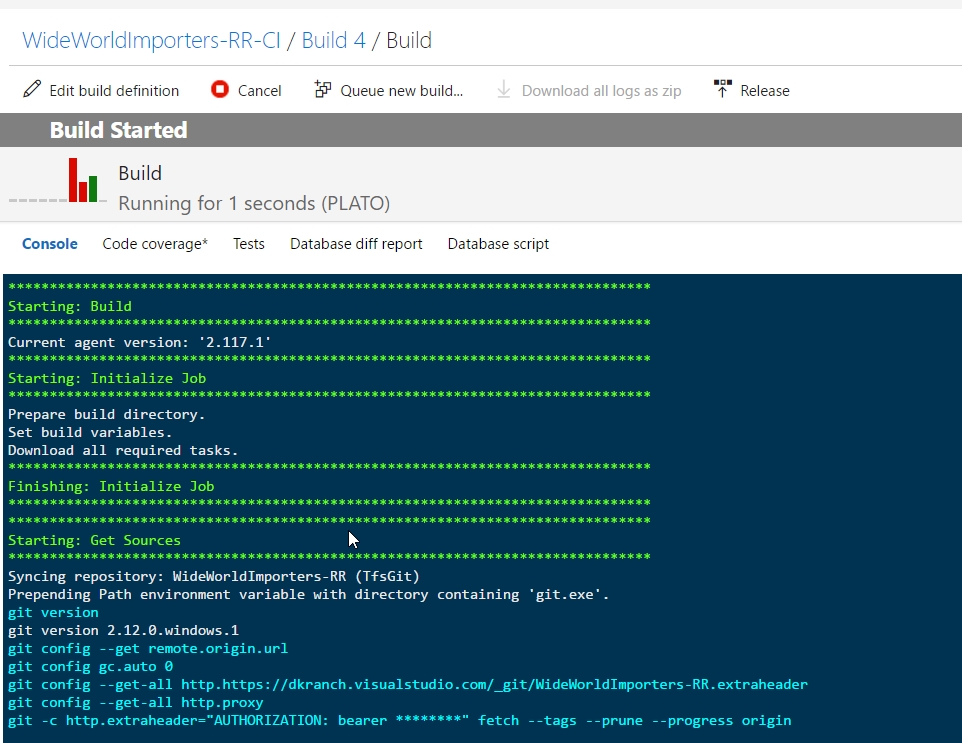 WideWorldImporters-RR-CI / Build 4 / Build
Edit build definition Cancel Queue new build... Download all logs as zip Release
Build Started
Build
Running for 1 seconds (PLATO)
Console Code coverage* Tests Database diff report Database script
******************************************************************************
Starting: Build
******************************************************************************
Current agent version: '2.117.1'
******************************************************************************
Starting: Initialize Job
******************************************************************************
Prepare build directory.
Set build variables.
Download all required tasks.
******************************************************************************
Finishing: Initialize Job
******************************************************************************
******************************************************************************
Starting: Get Sources
******************************************************************************
Syncing repository: WideWorldImporters-RR (TfsGit)
Prepending Path environment variable with directory containing 'git.exe'.
git version
git version 2.12.0.windows.1
git config --get remote.origin.url
git config gc.auto 0
git config --get-all http.https://dkranch.visualstudio.com/_git/WideWorldImporters-RR.extraheader
git config --get-all http.proxy
git -c http.extraheader="AUTHORIZATION: bearer ********" fetch --tags --prune --progress origin